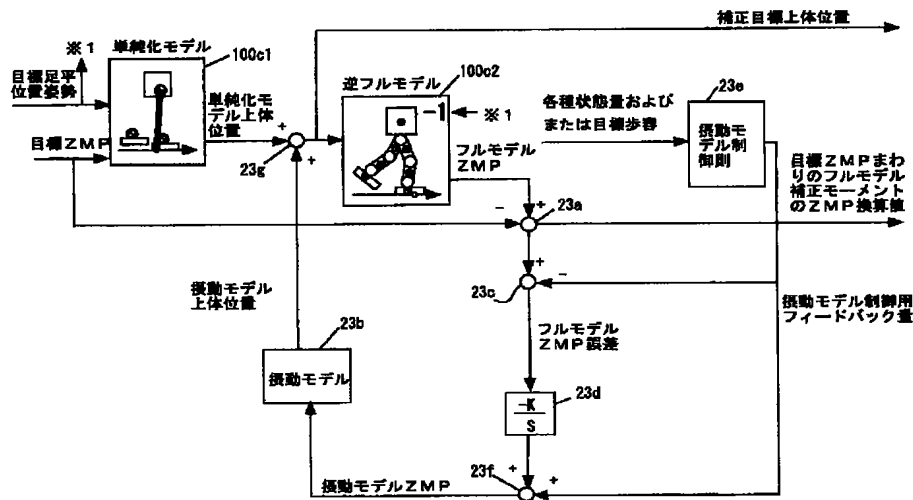 補正目標上体位置
※1
単純化モデル
100c1
目標足平
位置姿勢
目標ZMP
単純化モ
デル上体
位置
+
+
23g
逆フルモデル
100c2
-1
※1
フルモデル
ZMP
各種状態量および
または目標歩容
23e
摂動モ
デル制
御則
目標ZMPまわ
りのフルモデル
補正モーメント
のZMP換算値
-
+
23a
+
-
23c
摂動モデル
上体位置
フルモデル
ZMP誤差
摂動モデル制御用
フィードバック量
23b
摂動モデル
-K
S
23d
+
+
23f
摂動モデルZMP